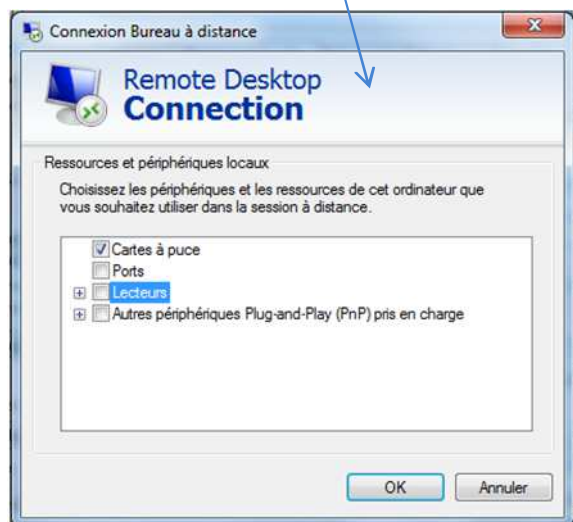 Connexion Bureau à distance
Remote Desktop
Connection
Ressources et périphériques locaux
Choisissez les périphériques et les ressources de cet ordinateur que
vous souhaitez utiliser dans la session à distance.
Cartes à puce
Ports
Lecteurs
Autres périphériques Plug-and-Play (PnP) pris en charge
OK
Annuler